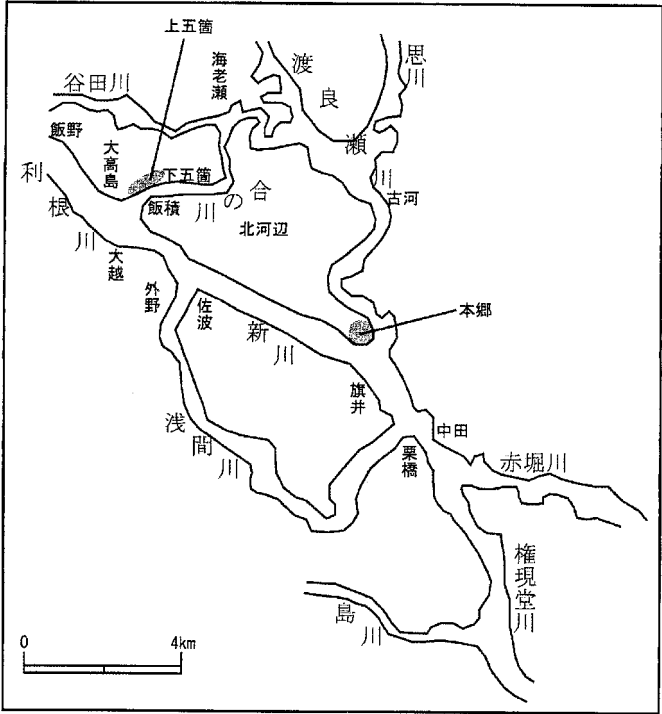 上五箇
海老瀬
渡良瀬川
思川
谷田川
飯野
大高島
下五箇
利根川
飯積
合の川
北河辺
古河
大越
外野
佐波
新川
本郷
旗井
浅間川
中田
栗橋
赤堀川
権現堂川
島川
0 4km